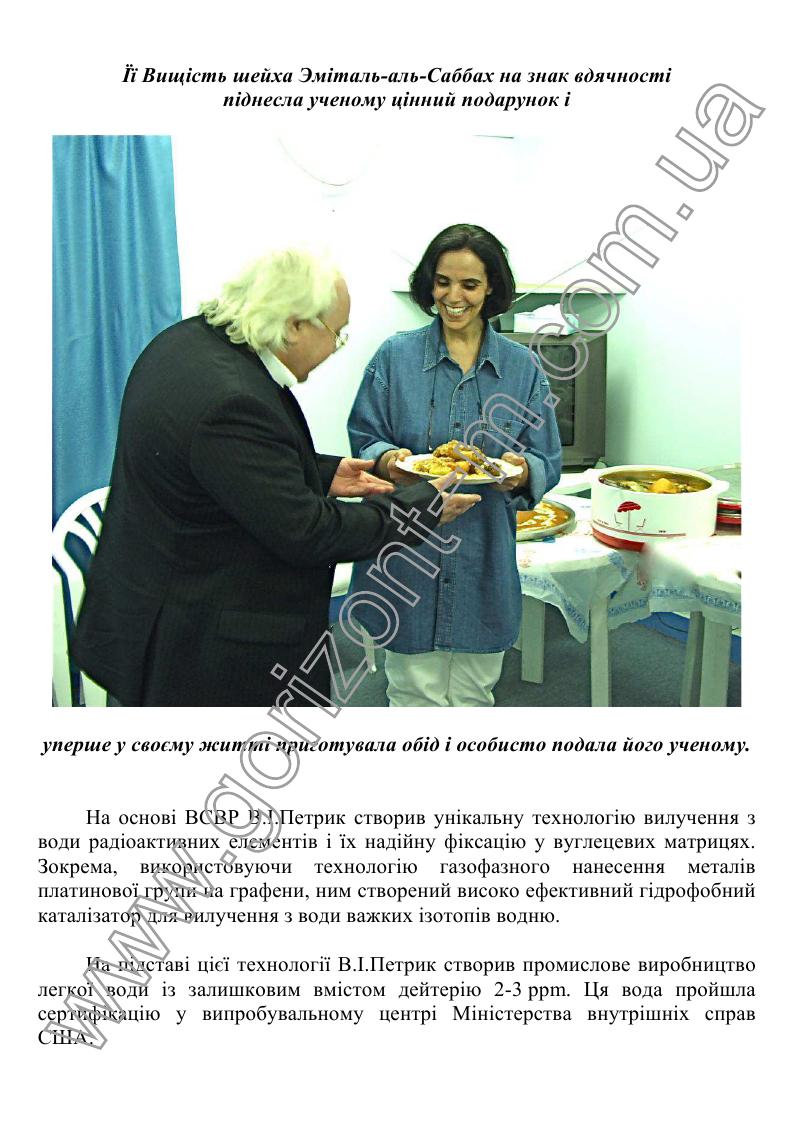 Її Вищість шейха Эміталь-аль-Саббах на знак вдячності
піднесла ученому цінний подарунок і
уперше у своєму житті приготувала обід і особисто подала його ученому.
На основі ВСВР В.І.Петрик створив унікальну технологію вилучення з
води радіоактивних елементів і їх надійну фіксацію у вуглецевих матрицях.
Зокрема, використовуючи технологію газофазного нанесення металів
платинової групи на графени, ним створений високо ефективний гідрофобний
каталізатор для вилучення з води важких ізотопів водню.
На підставі цієї технології В.І.Петрик створив промислове виробництво
легкої води із залишковим вмістом дейтерію 2-3 ppm. Ця вода пройшла
сертифікацію у випробувальному центрі Міністерства внутрішніх справ
США.
www.gorizont-m.com.ua